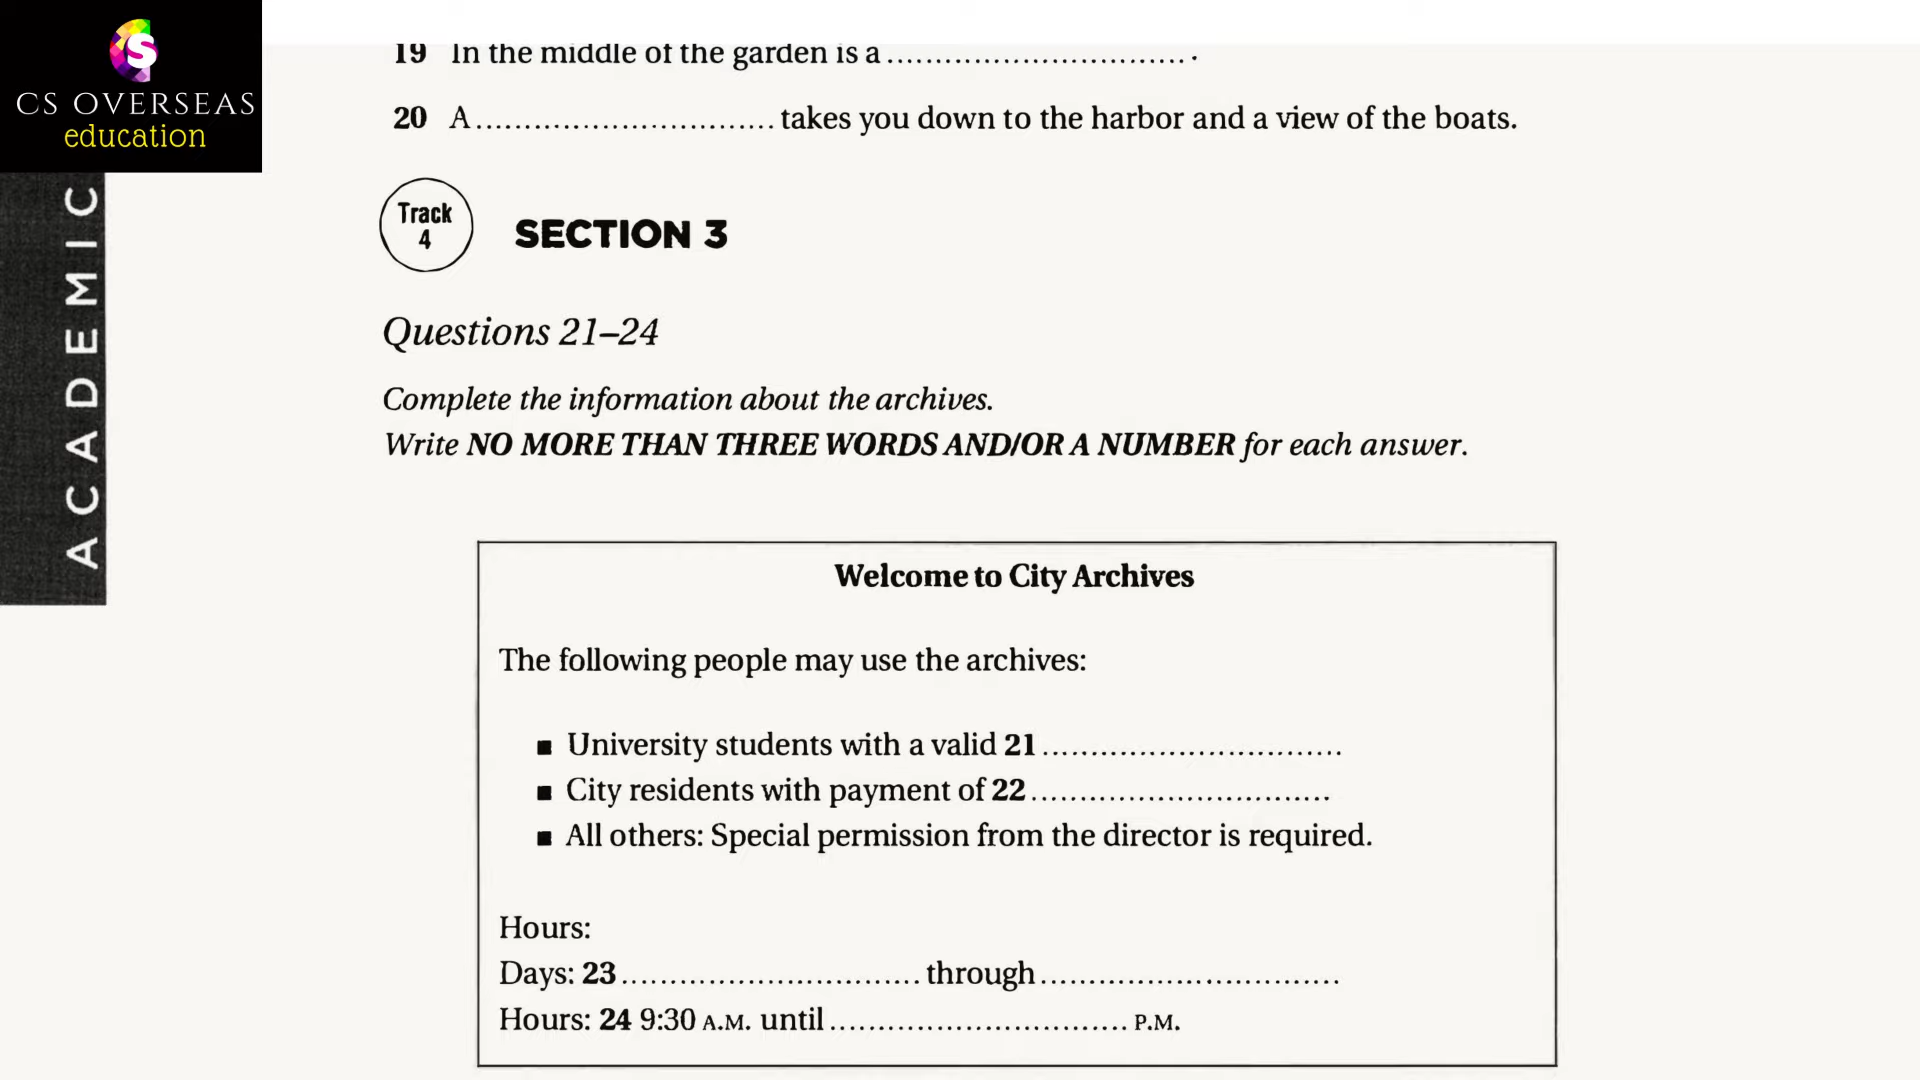 S
CS OVERSEAS
education
ACADEMIC
19 In the middle of the garden is a ............................... .
20 A............................... takes you down to the harbor and a view of the boats.
Track
4
SECTION 3
Questions 21–24
Complete the information about the archives.
Write NO MORE THAN THREE WORDS AND/OR A NUMBER for each answer.
Welcome to City Archives
The following people may use the archives:
■ University students with a valid 21 ...............................
■ City residents with payment of 22 ...............................
■ All others: Special permission from the director is required.
Hours:
Days: 23 ............................... through ...............................
Hours: 24 9:30 A.M. until ............................... P.M.